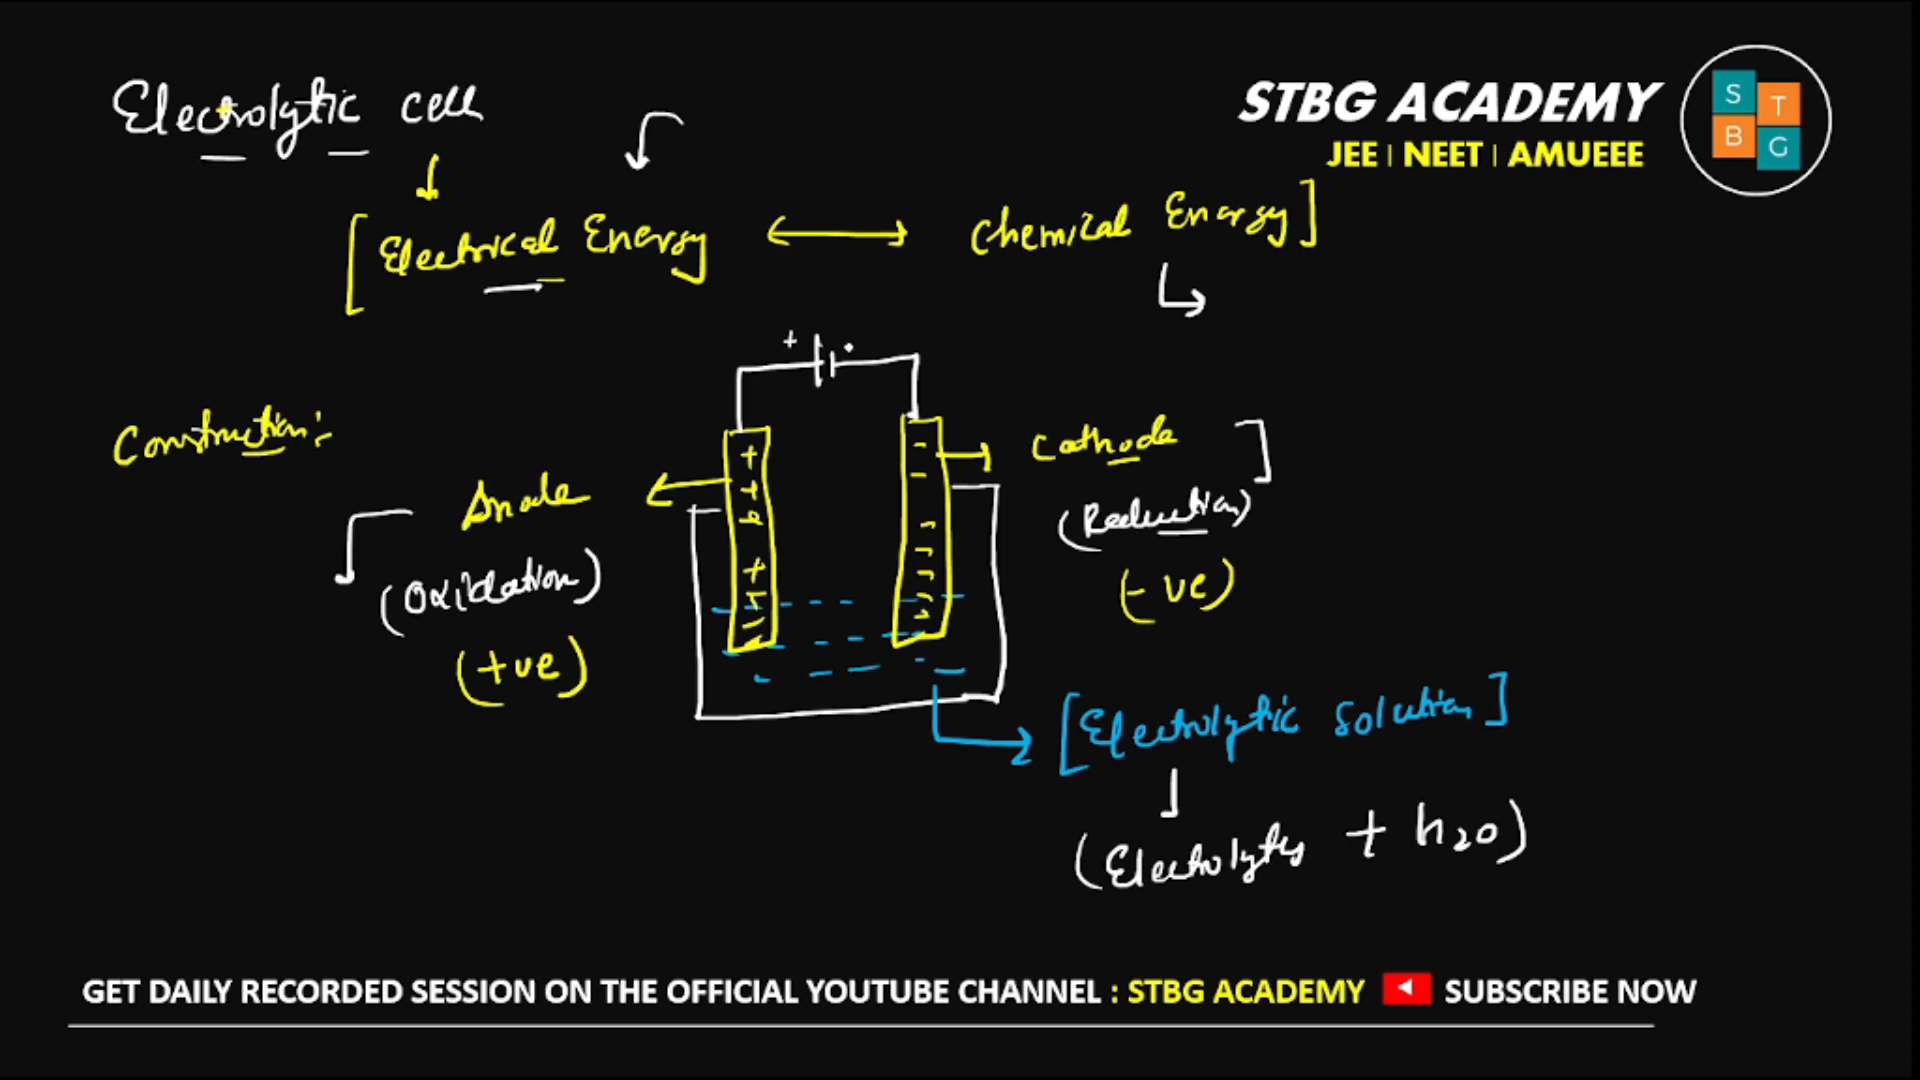 Electrolytic cell
STBG ACADEMY
JEE | NEET | AMUEEE
S T
B G
[Electrical Energy ⟷ Chemical Energy]
+
Construction:-
Cathode
Anode
(Reduction)
(Oxidation)
(-ve)
(+ve)
[Electrolytic Solution]
(Electrolytes + H2O)
GET DAILY RECORDED SESSION ON THE OFFICIAL YOUTUBE CHANNEL : STBG ACADEMY SUBSCRIBE NOW